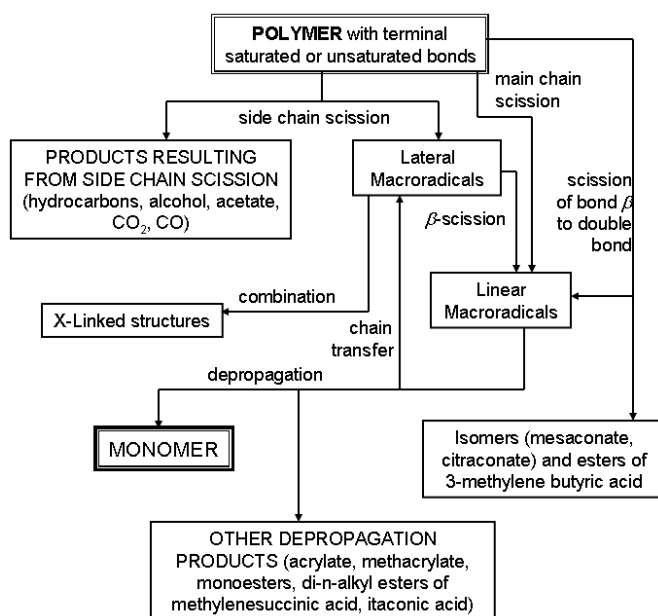 POLYMER with terminal
saturated or unsaturated bonds
main chain
scission
side chain scission
PRODUCTS RESULTING
FROM SIDE CHAIN SCISSION
(hydrocarbons, alcohol, acetate,
CO₂, CO)
Lateral
Macroradicals
scission
of bond β
to double
bond
β-scission
Linear
Macroradicals
combination
X-Linked structures
chain
transfer
depropagation
MONOMER
Isomers (mesaconate,
citraconate) and esters of
3-methylene butyric acid
OTHER DEPROPAGATION
PRODUCTS (acrylate, methacrylate,
monoesters, di-n-alkyl esters of
methylenesuccinic acid, itaconic acid)